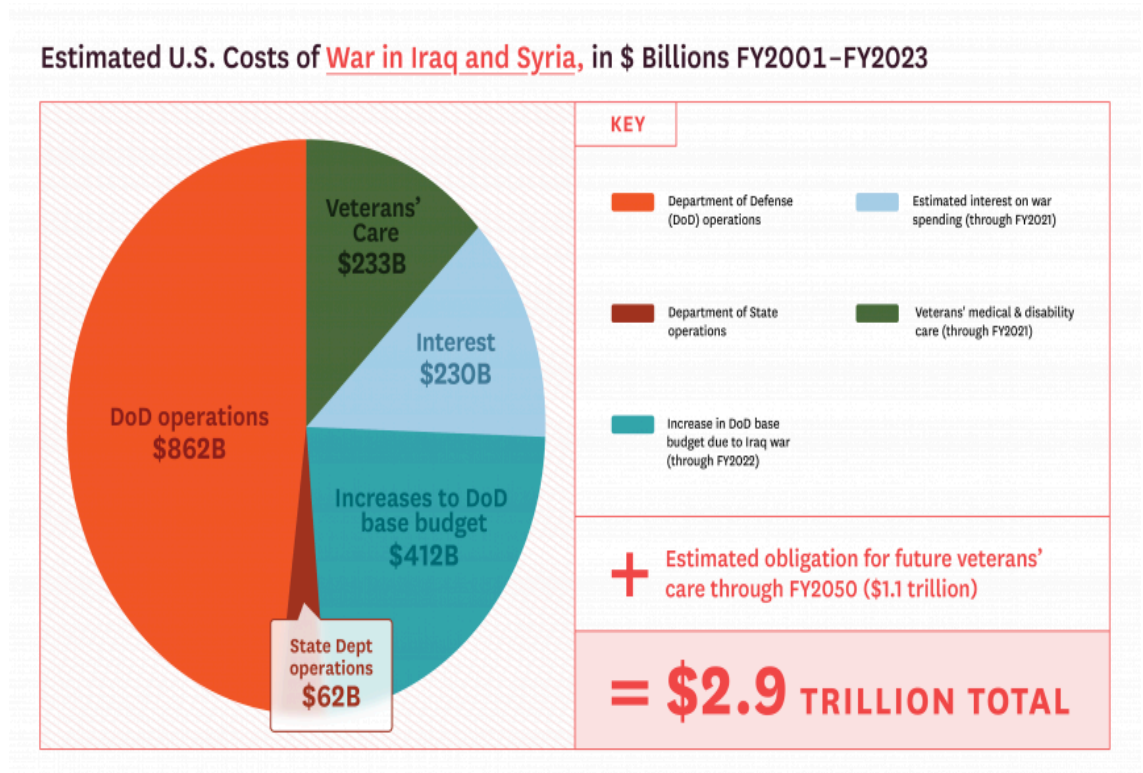 Estimated U.S. Costs of War in Iraq and Syria, in $ Billions FY2001–FY2023
Veterans’
Care
$233B
Interest
$230B
DoD operations
$862B
Increases to DoD
base budget
$412B
State Dept
operations
$62B
KEY
Department of Defense
(DoD) operations
Estimated interest on war
spending (through FY2021)
Department of State
operations
Veterans' medical & disability
care (through FY2021)
Increase in DoD base
budget due to Iraq war
(through FY2022)
+ Estimated obligation for future veterans’
care through FY2050 ($1.1 trillion)
= $2.9 TRILLION TOTAL